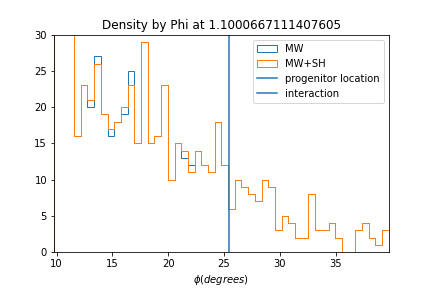 Density by Phi at 1.1000667111407605
30
25
20
15
10
5
0
MW
MW+SH
progenitor location
interaction
10 15 20 25 30 35
ϕ(degrees)